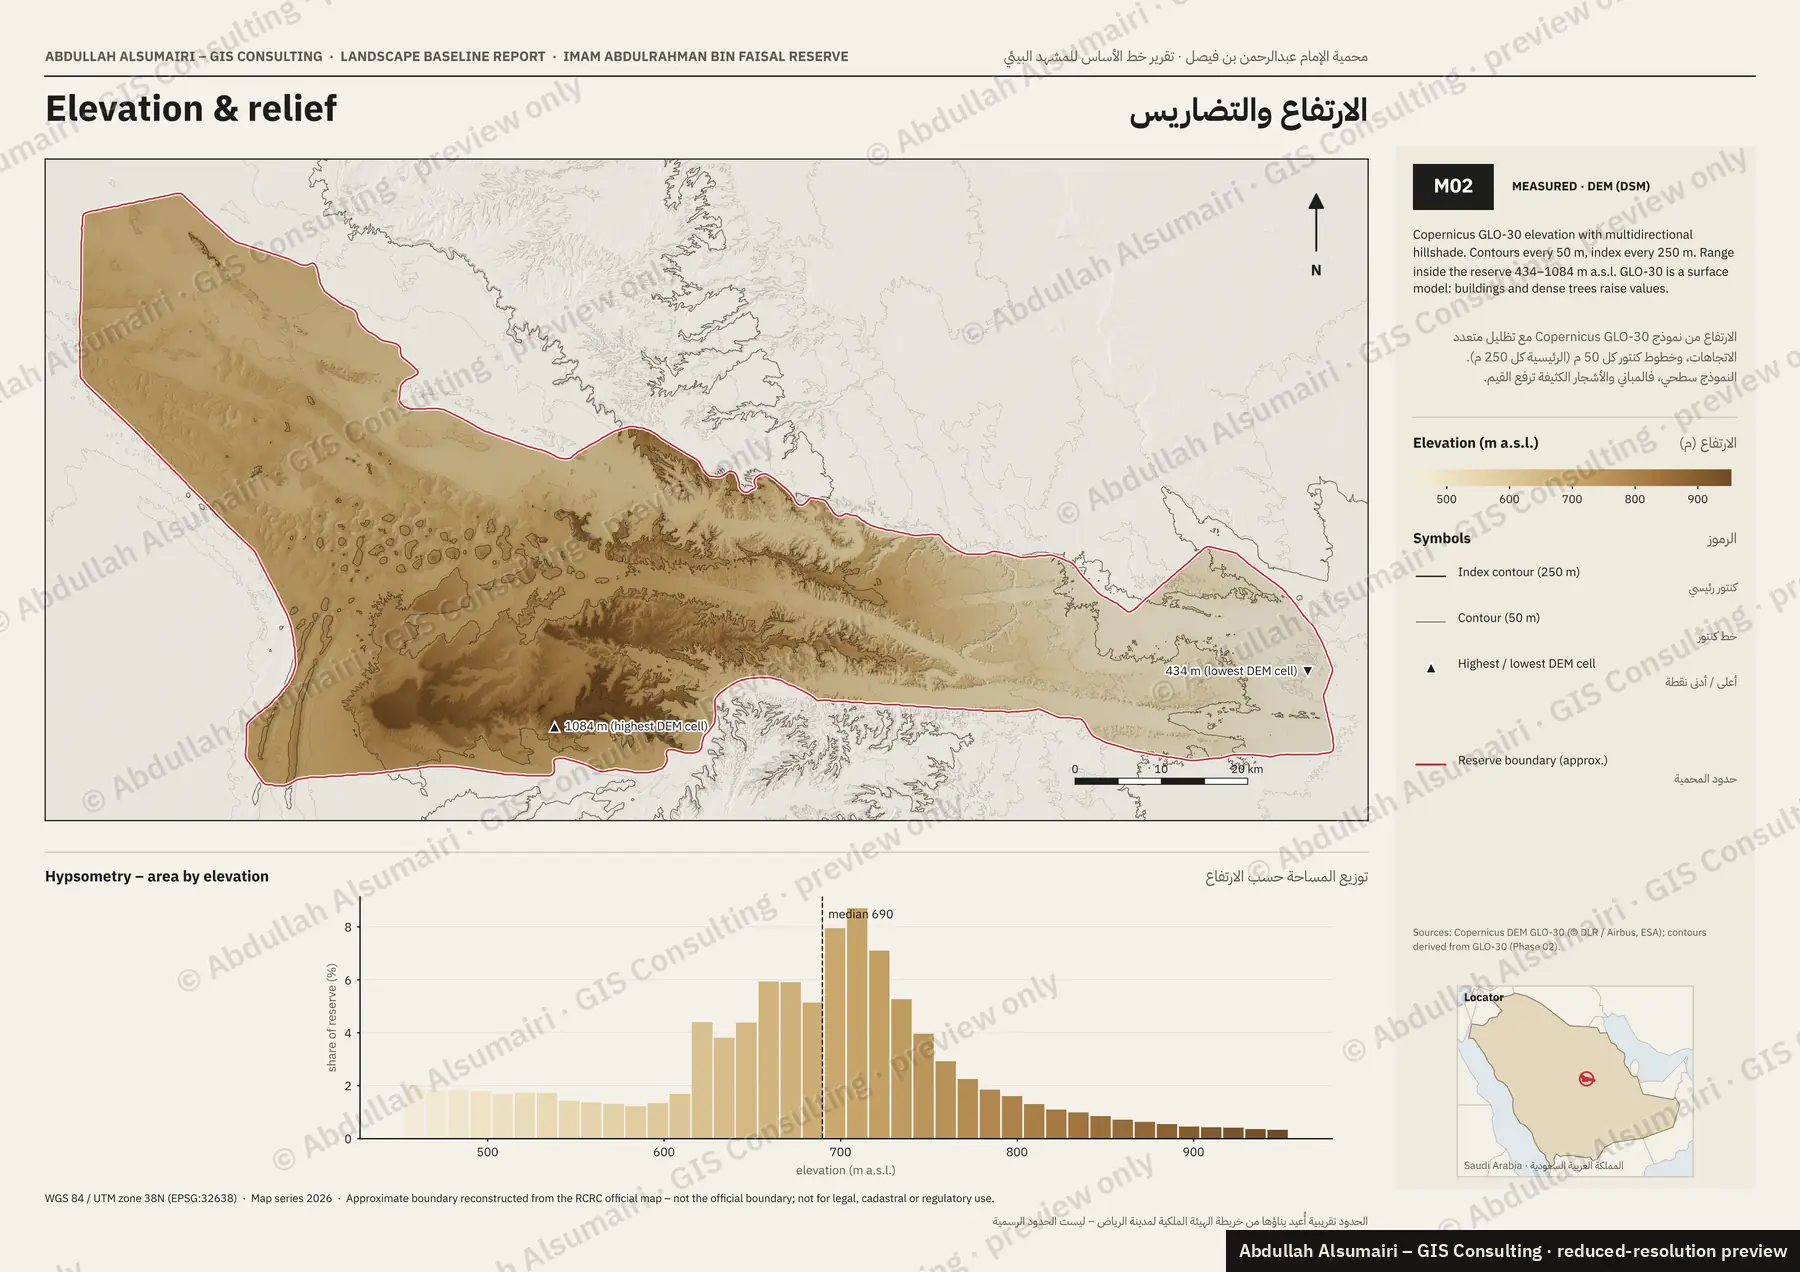 ABDULLAH ALSUMAIRI – GIS CONSULTING · LANDSCAPE BASELINE REPORT · IMAM ABDULRAHMAN BIN FAISAL RESERVE
محمية الإمام عبدالرحمن بن فيصل · تقرير خط الأساس للمشهد البيئي
Elevation & relief
الارتفاع والتضاريس
N
434 m (lowest DEM cell)
1084 m (highest DEM cell)
0 10 20 km
M02
MEASURED · DEM (DSM)
Copernicus GLO-30 elevation with multidirectional
hillshade. Contours every 50 m, index every 250 m. Range
inside the reserve 434–1084 m a.s.l. GLO-30 is a surface
model: buildings and dense trees raise values.
الارتفاع من نموذج Copernicus GLO-30 مع تظليل متعدد
الاتجاهات، وخطوط كنتور كل 50 م (الرئيسية كل 250 م).
النموذج سطحي، فالمباني والأشجار الكثيفة ترفع القيم.
Elevation (m a.s.l.)
الارتفاع (م)
500 600 700 800 900
Symbols
الرموز
Index contour (250 m)
كنتور رئيسي
Contour (50 m)
خط كنتور
Highest / lowest DEM cell
أعلى / أدنى نقطة
Reserve boundary (approx.)
حدود المحمية
Sources: Copernicus DEM GLO-30 (© DLR / Airbus, ESA); contours
derived from GLO-30 (Phase 02).
Locator
Saudi Arabia · المملكة العربية السعودية
Hypsometry – area by elevation
توزيع المساحة حسب الارتفاع
median 690
share of reserve (%)
8
6
4
2
0
500 600 700 800 900
elevation (m a.s.l.)
WGS 84 / UTM zone 38N (EPSG:32638) · Map series 2026 · Approximate boundary reconstructed from the RCRC official map – not the official boundary; not for legal, cadastral or regulatory use.
الحدود تقريبية أُعيد بناؤها من خريطة الهيئة الملكية لمدينة الرياض – ليست الحدود الرسمية
Abdullah Alsumairi – GIS Consulting · reduced-resolution preview
© Abdullah Alsumairi · GIS Consulting · preview only